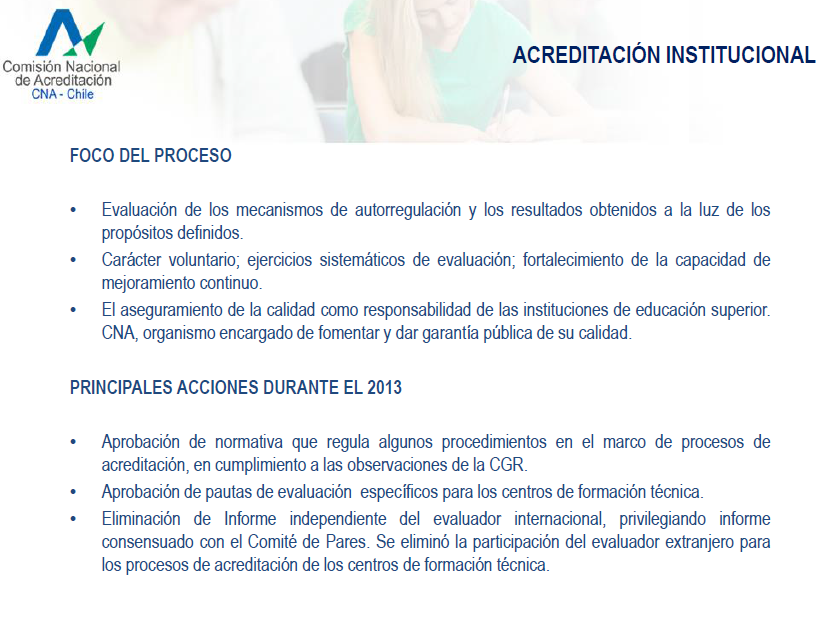 Comisión Nacional
de Acreditación
CNA - Chile
ACREDITACIÓN INSTITUCIONAL
FOCO DEL PROCESO
• Evaluación de los mecanismos de autorregulación y los resultados obtenidos a la luz de los
propósitos definidos.
• Carácter voluntario; ejercicios sistemáticos de evaluación; fortalecimiento de la capacidad de
mejoramiento continuo.
• El aseguramiento de la calidad como responsabilidad de las instituciones de educación superior.
CNA, organismo encargado de fomentar y dar garantía pública de su calidad.
PRINCIPALES ACCIONES DURANTE EL 2013
• Aprobación de normativa que regula algunos procedimientos en el marco de procesos de
acreditación, en cumplimiento a las observaciones de la CGR.
• Aprobación de pautas de evaluación específicos para los centros de formación técnica.
• Eliminación de Informe independiente del evaluador internacional, privilegiando informe
consensuado con el Comité de Pares. Se eliminó la participación del evaluador extranjero para
los procesos de acreditación de los centros de formación técnica.